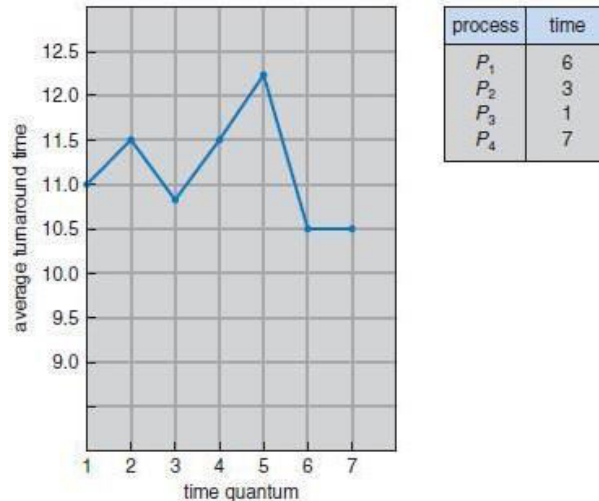 average turnaround time
12.5
12.0
11.5
11.0
10.5
10.0
9.5
9.0
1 2 3 4 5 6 7
time quantum
process time
P₁ 6
P₂ 3
P₃ 1
P₄ 7